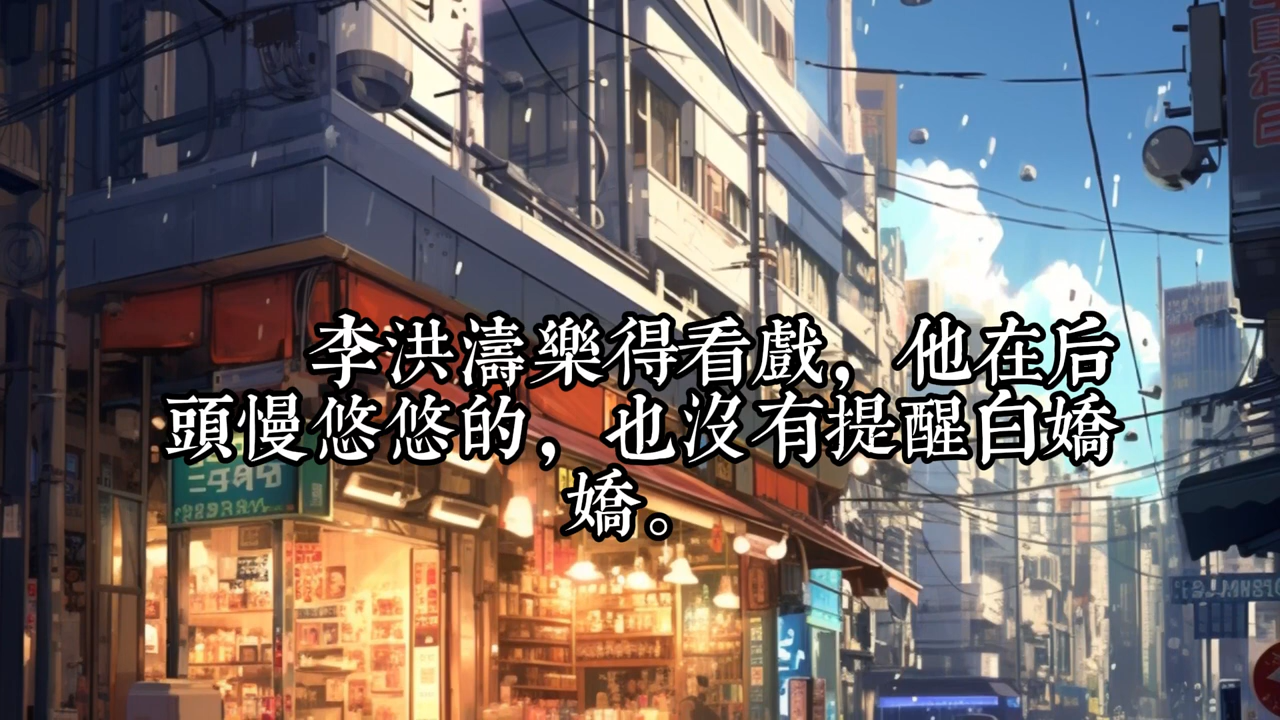 李洪濤樂得看戲，他在后
頭慢悠悠的，也沒有提醒白嬌
嬌。